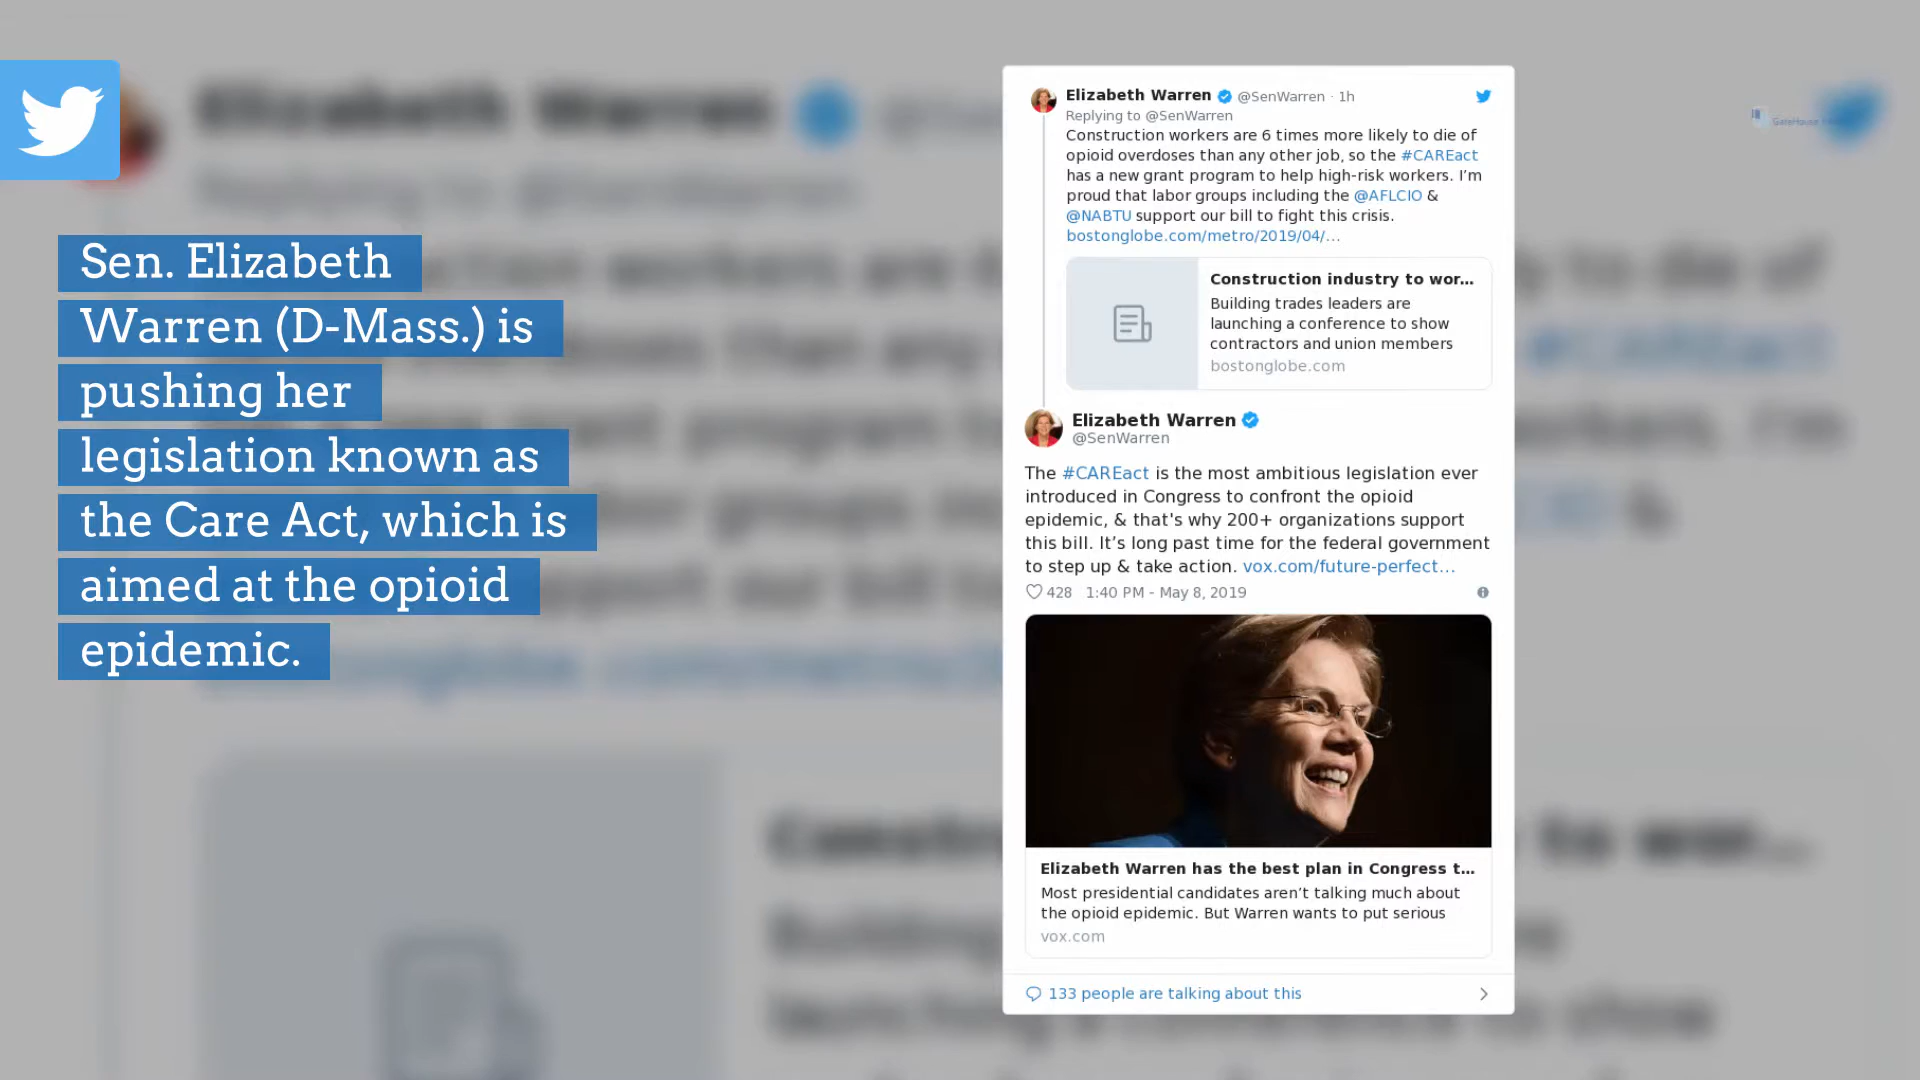 Sen. Elizabeth
Warren (D-Mass.) is
pushing her
legislation known as
the Care Act, which is
aimed at the opioid
epidemic.
Elizabeth Warren @SenWarren · 1h
Replying to @SenWarren
Construction workers are 6 times more likely to die of
opioid overdoses than any other job, so the #CAREact
has a new grant program to help high-risk workers. I’m
proud that labor groups including the @AFLCIO &
@NABTU support our bill to fight this crisis.
bostonglobe.com/metro/2019/04/…
Construction industry to wor…
Building trades leaders are
launching a conference to show
contractors and union members
bostonglobe.com
Elizabeth Warren
@SenWarren
The #CAREact is the most ambitious legislation ever
introduced in Congress to confront the opioid
epidemic, & that's why 200+ organizations support
this bill. It’s long past time for the federal government
to step up & take action. vox.com/future-perfect…
428 1:40 PM - May 8, 2019
Elizabeth Warren has the best plan in Congress t…
Most presidential candidates aren’t talking much about
the opioid epidemic. But Warren wants to put serious
vox.com
133 people are talking about this
GateHouse